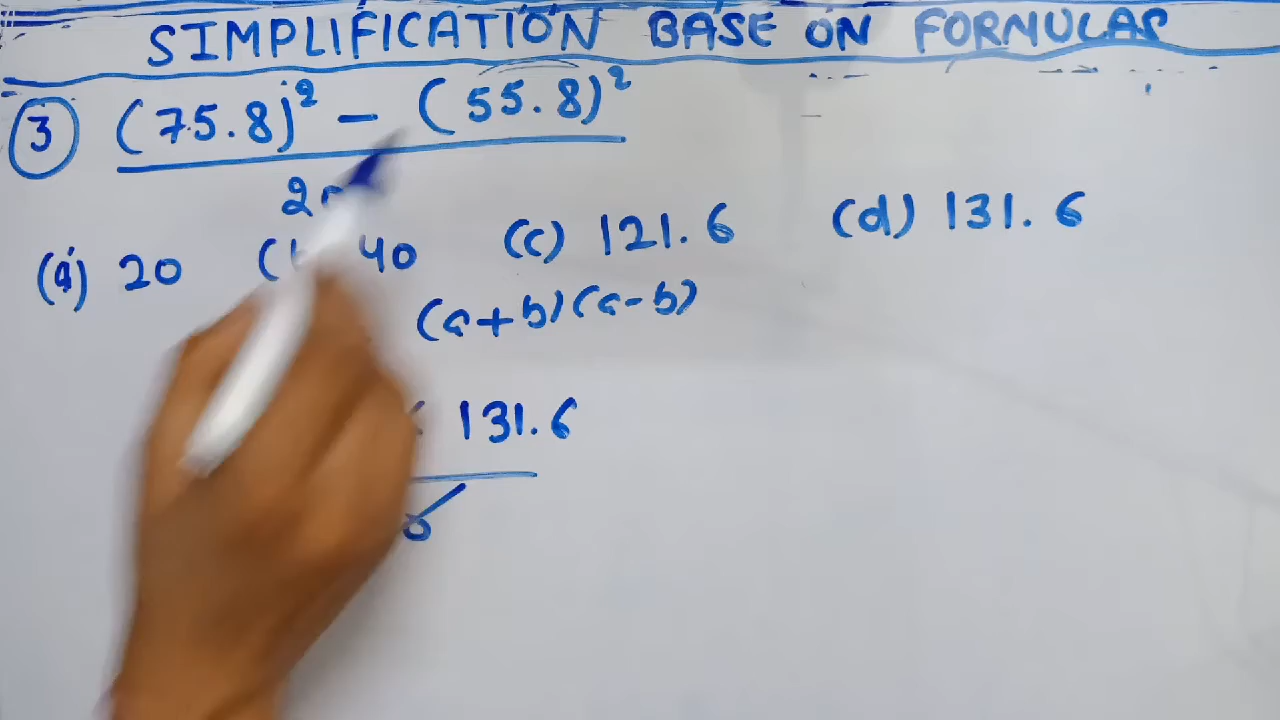 SIMPLIFICATION BASE ON FORMULAS
3 (75.8)² - (55.8)²
(a) 20 40 (c) 121.6 (d) 131.6
(a+b)(a-b)
131.6